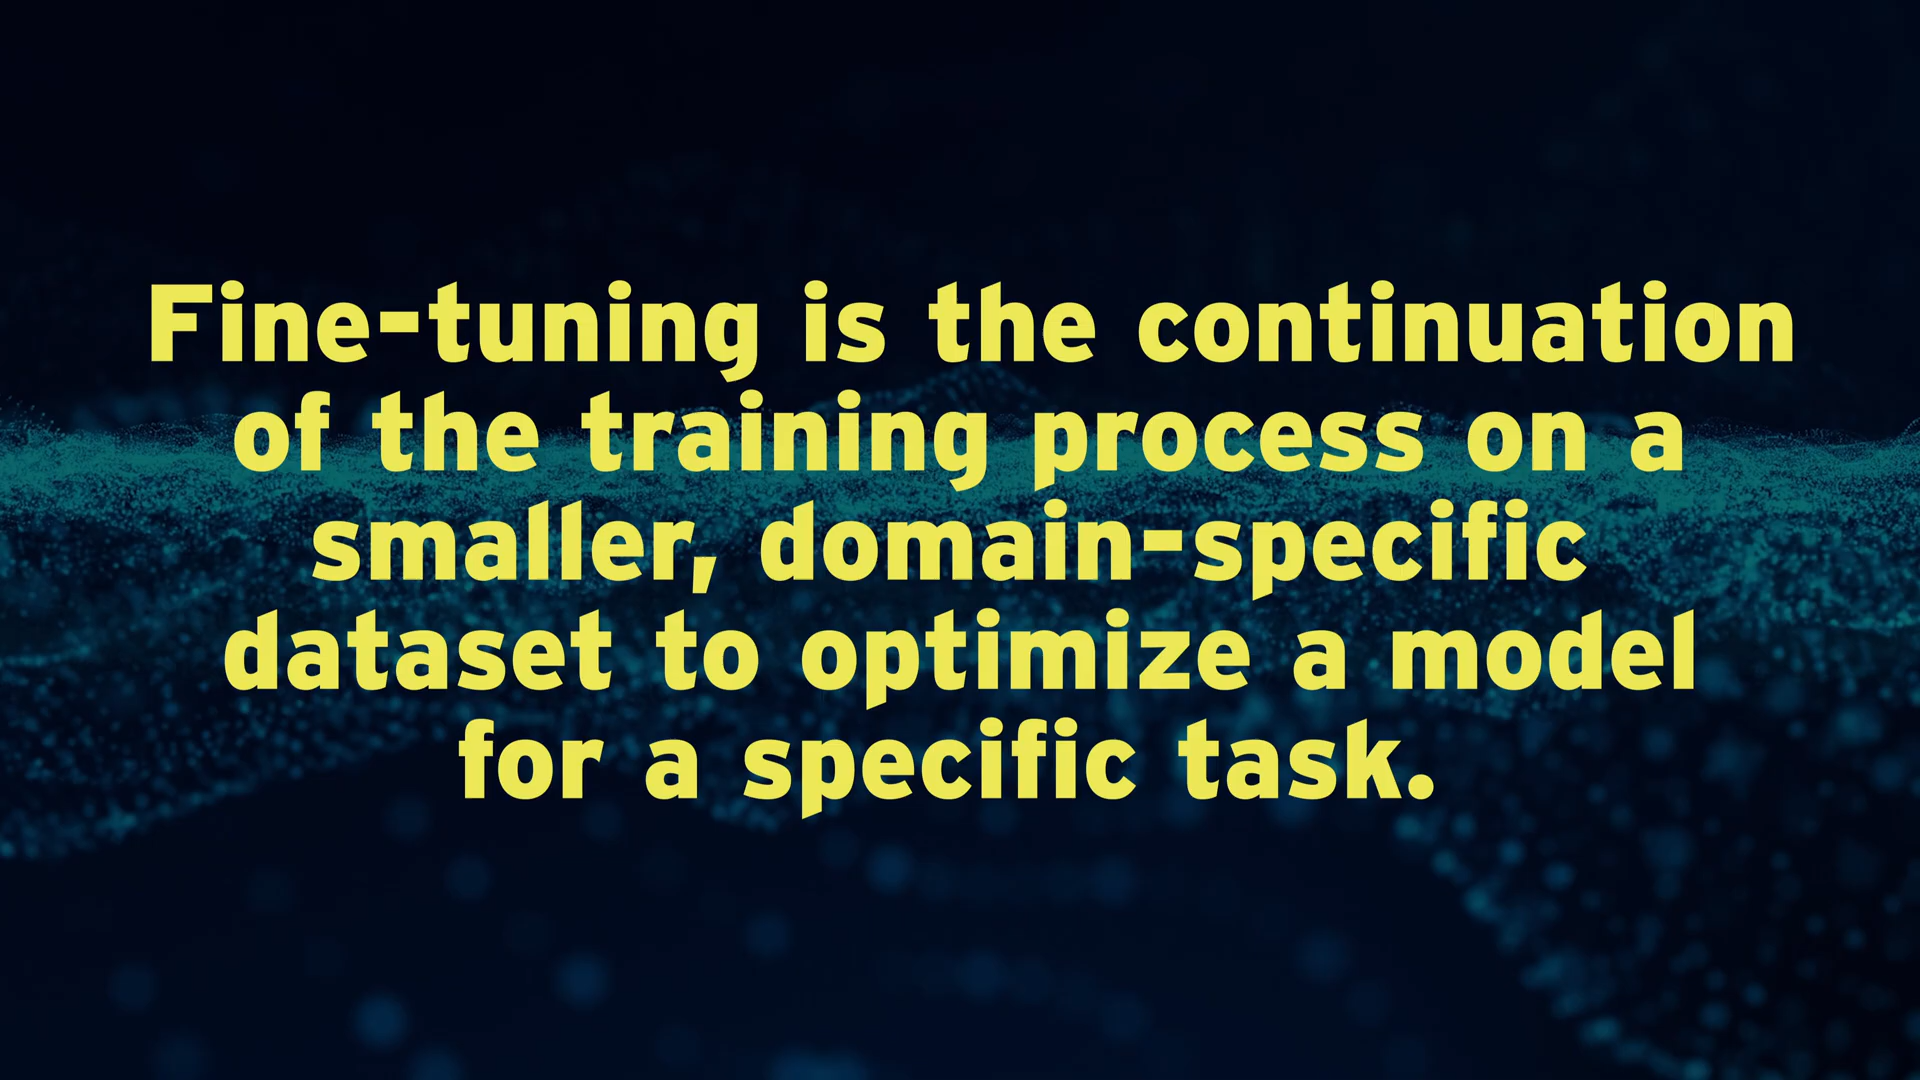 Fine-tuning is the continuation
of the training process on a
smaller, domain-specific
dataset to optimize a model
for a specific task.